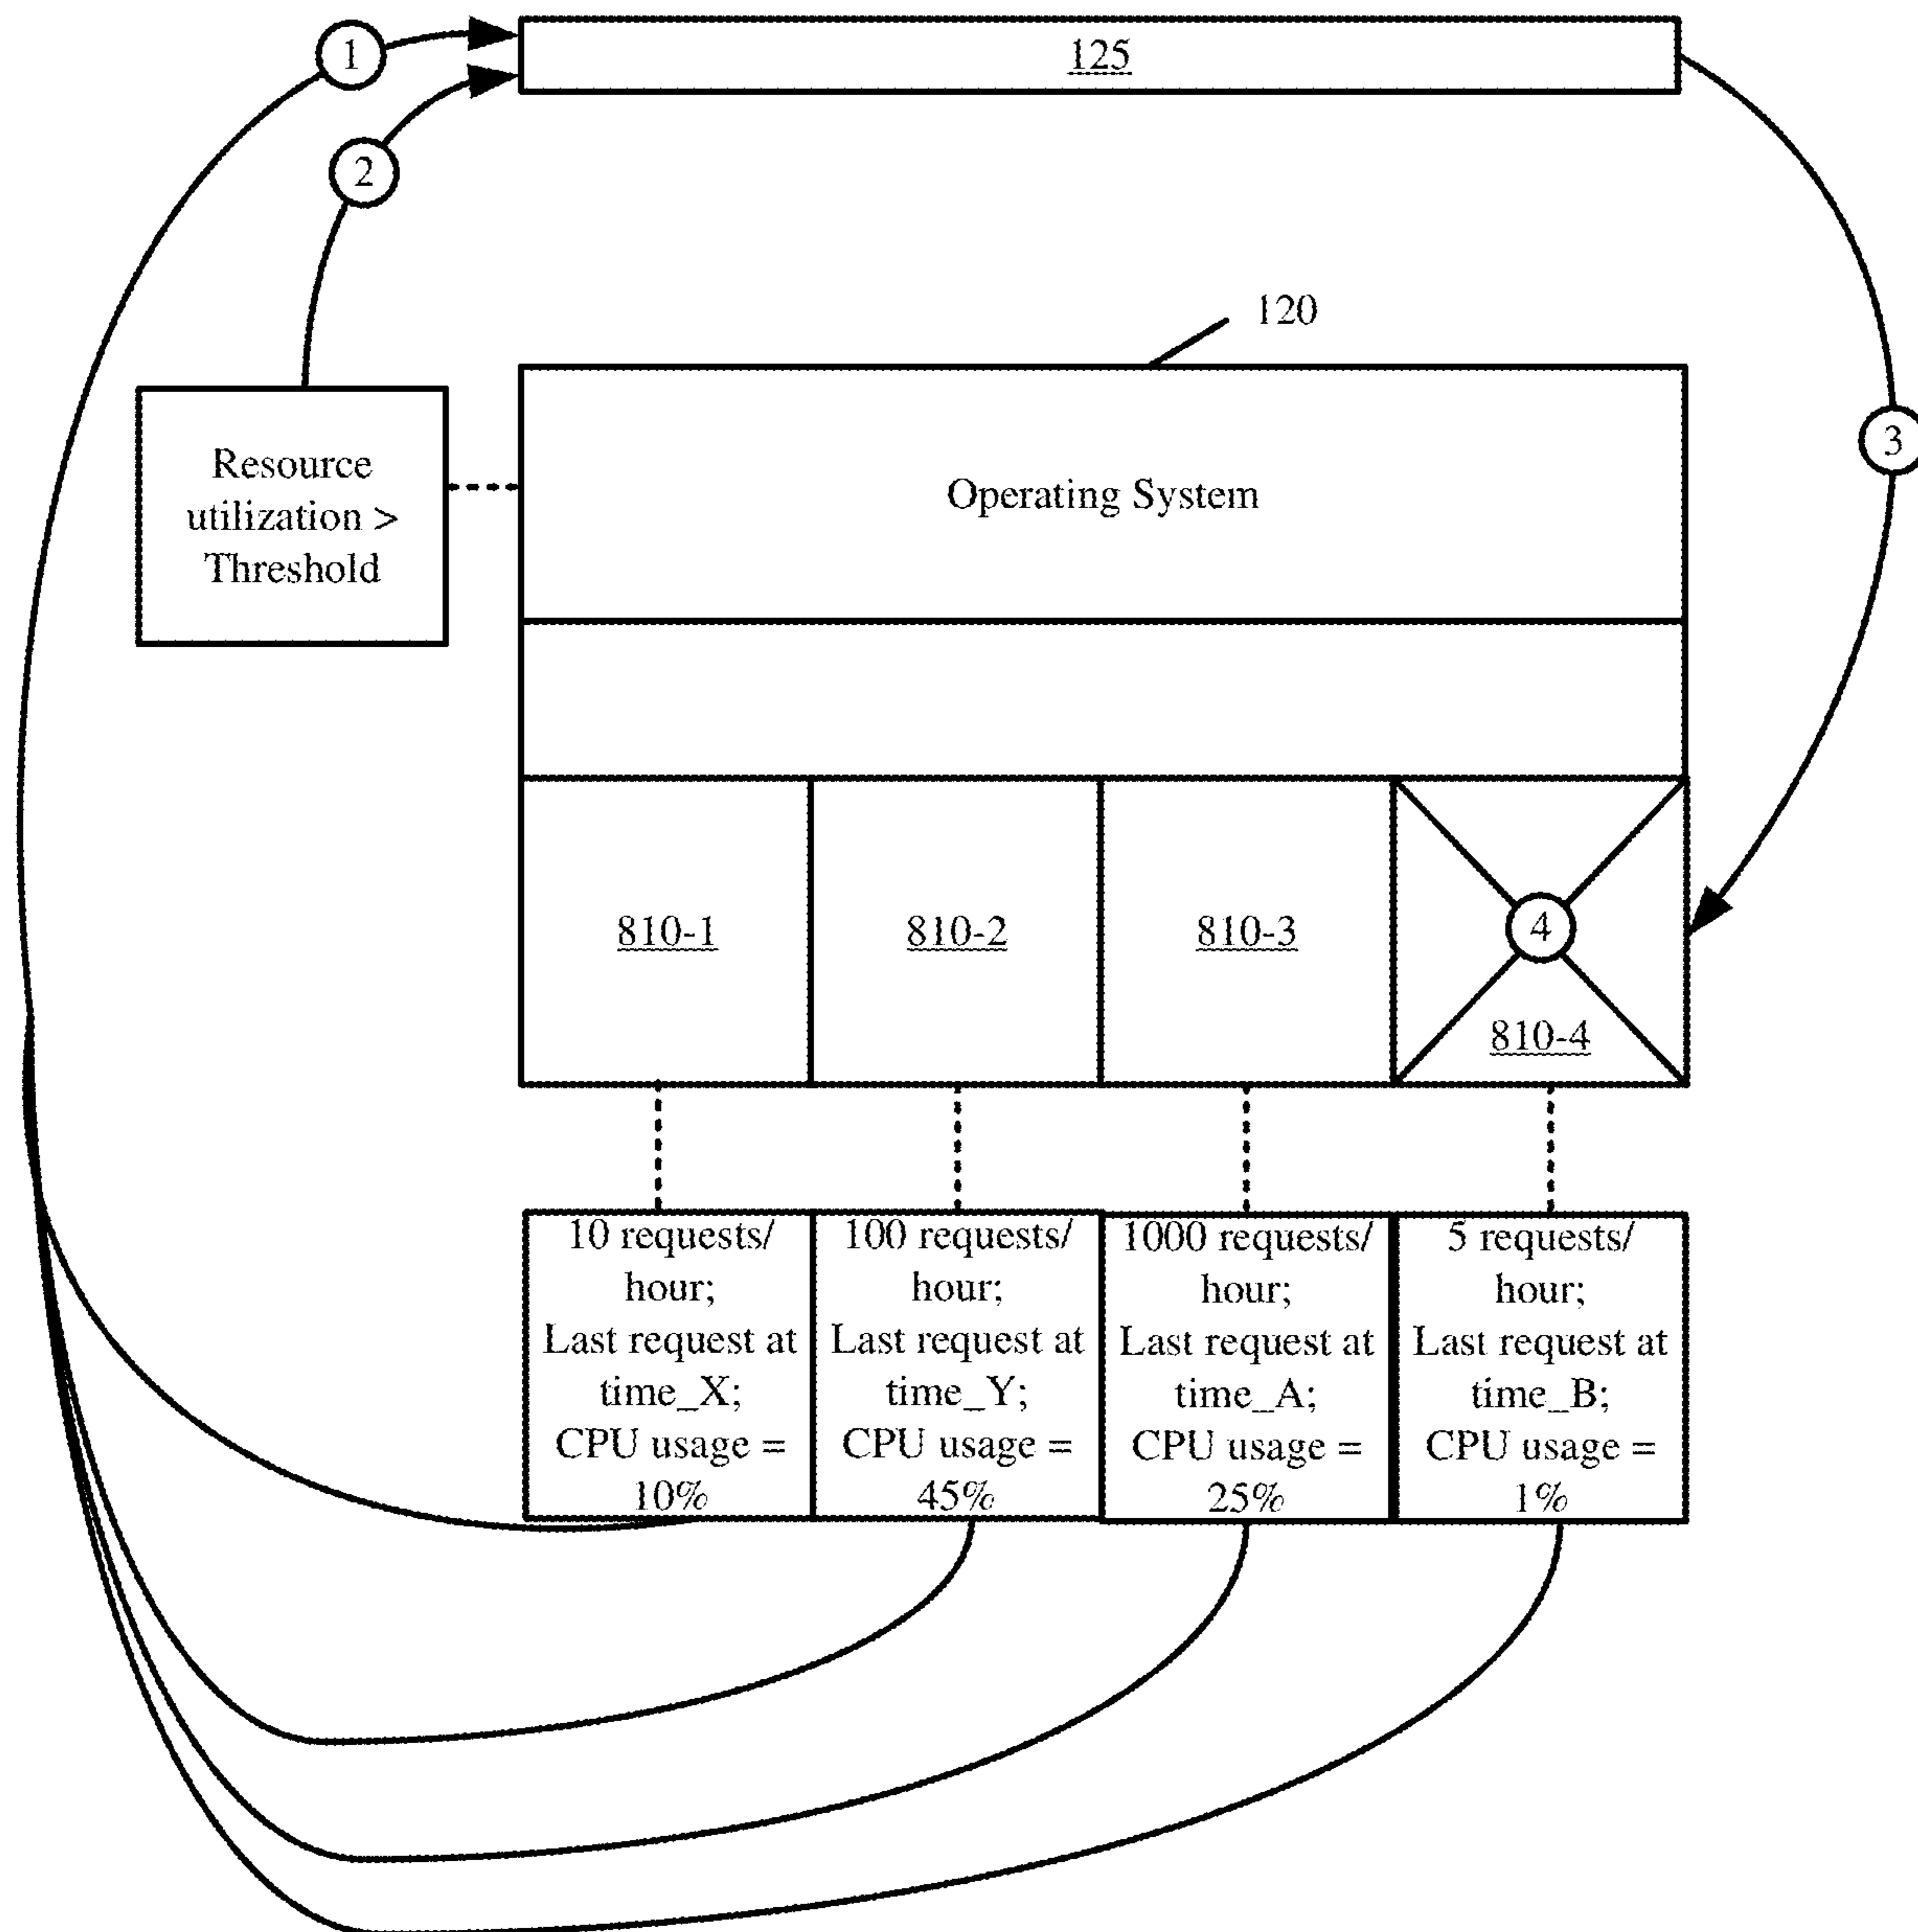 1
125
2
120
Resource
utilization >
Threshold
Operating System
3
810-1
810-2
810-3
4
810-4
10 requests/
hour;
Last request at
time_X;
CPU usage =
10%
100 requests/
hour;
Last request at
time_Y;
CPU usage =
45%
1000 requests/
hour;
Last request at
time_A;
CPU usage =
25%
5 requests/
hour;
Last request at
time_B;
CPU usage =
1%